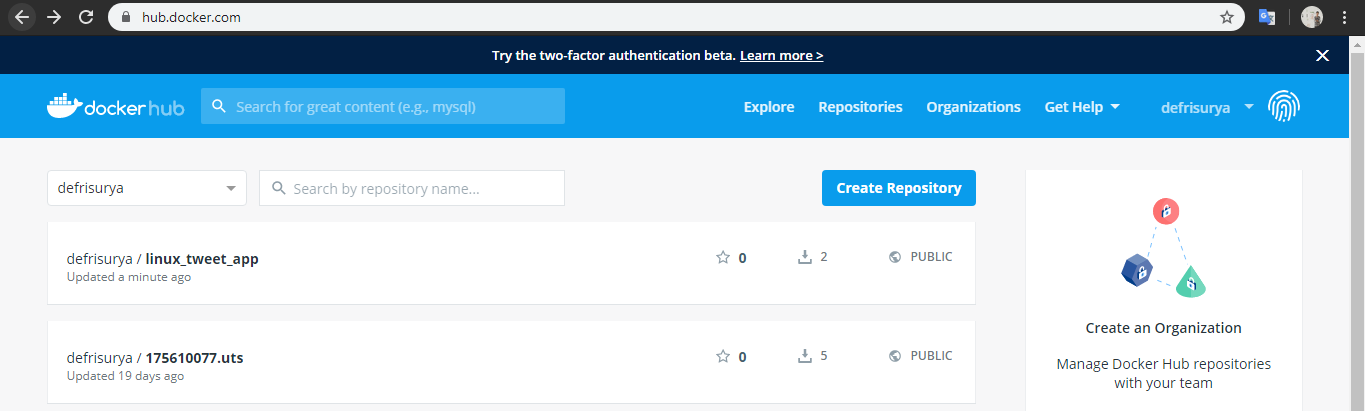 hub.docker.com
Try the two-factor authentication beta. Learn more >
dockerhub
Search for great content (e.g., mysql)
Explore
Repositories
Organizations
Get Help
defrisurya
defrisurya
Search by repository name...
Create Repository
defrisurya / linux_tweet_app
Updated a minute ago
0
2
PUBLIC
defrisurya / 175610077.uts
Updated 19 days ago
0
5
PUBLIC
Create an Organization
Manage Docker Hub repositories
with your team